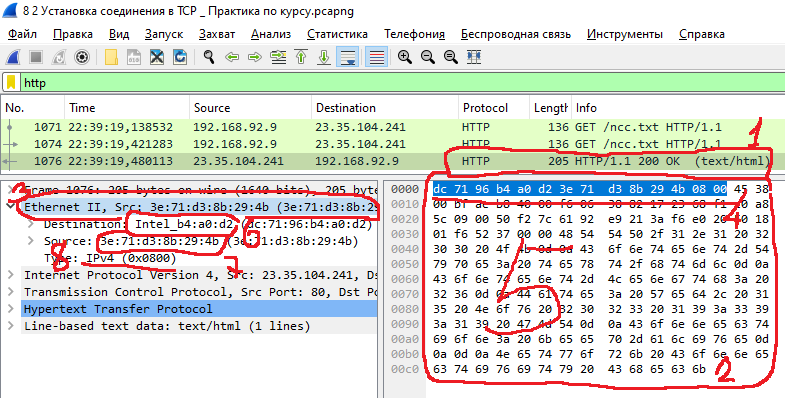 8 2 Установка соединения в TCP _ Практика по курсу.pcapng
Файл Правка Вид Запуск Захват Анализ Статистика Телефония Беспроводная связь Инструменты Справка
http
No. Time Source Destination Protocol Length Info
1071 22:39:19,138532 192.168.92.9 23.35.104.241 HTTP 136 GET /ncc.txt HTTP/1.1
1074 22:39:19,421283 192.168.92.9 23.35.104.241 HTTP 136 GET /ncc.txt HTTP/1.1
1076 22:39:19,480113 23.35.104.241 192.168.92.9 HTTP 205 HTTP/1.1 200 OK (text/html)
1
3
Frame 1076: 205 bytes on wire (1640 bits), 205 byte
Ethernet II, Src: 3e:71:d3:8b:29:4b (3e:71:d3:8b:29
Destination: Intel_b4:a0:d2 (dc:71:96:b4:a0:d2)
Source: 3e:71:d3:8b:29:4b (3e:71:d3:8b:29:4b)
Type: IPv4 (0x0800)
8
7
Internet Protocol Version 4, Src: 23.35.104.241, Ds
Transmission Control Protocol, Src Port: 80, Dst Po
Hypertext Transfer Protocol
Line-based text data: text/html (1 lines)
0000 dc 71 96 b4 a0 d2 3e 71 d3 8b 29 4b 08 00 45 38
0010 00 bf ac b8 40 00 f6 06 38 82 17 23 68 f1 c0 a8
4
5c 09 00 50 f2 7c 61 92 e9 21 3a f6 e0 20 50 18
01 f6 52 37 00 00 48 54 54 50 2f 31 2e 31 20 32
30 30 20 4f 4b 0d 0a 43 6f 6e 74 65 6e 74 2d 54
79 70 65 3a 20 74 65 78 74 2f 68 74 6d 6c 0d 0a
0060 43 6f 6e 74 65 6e 74 2d 4c 65 6e 67 74 68 3a 20
0070 32 36 0d 0a 44 61 74 65 3a 20 57 65 64 2c 20 31
0080 35 20 4e 6f 76 20 32 30 32 33 20 31 39 3a 33 39
0090 3a 31 39 20 47 4d 54 0d 0a 43 6f 6e 6e 65 63 74
00a0 69 6f 6e 3a 20 6b 65 65 70 2d 61 6c 69 76 65 0d
00b0 0a 0d 0a 4e 65 74 77 6f 72 6b 20 43 6f 6e 6e 65
00c0 63 74 69 76 69 74 79 20 43 68 65 63 6b
2